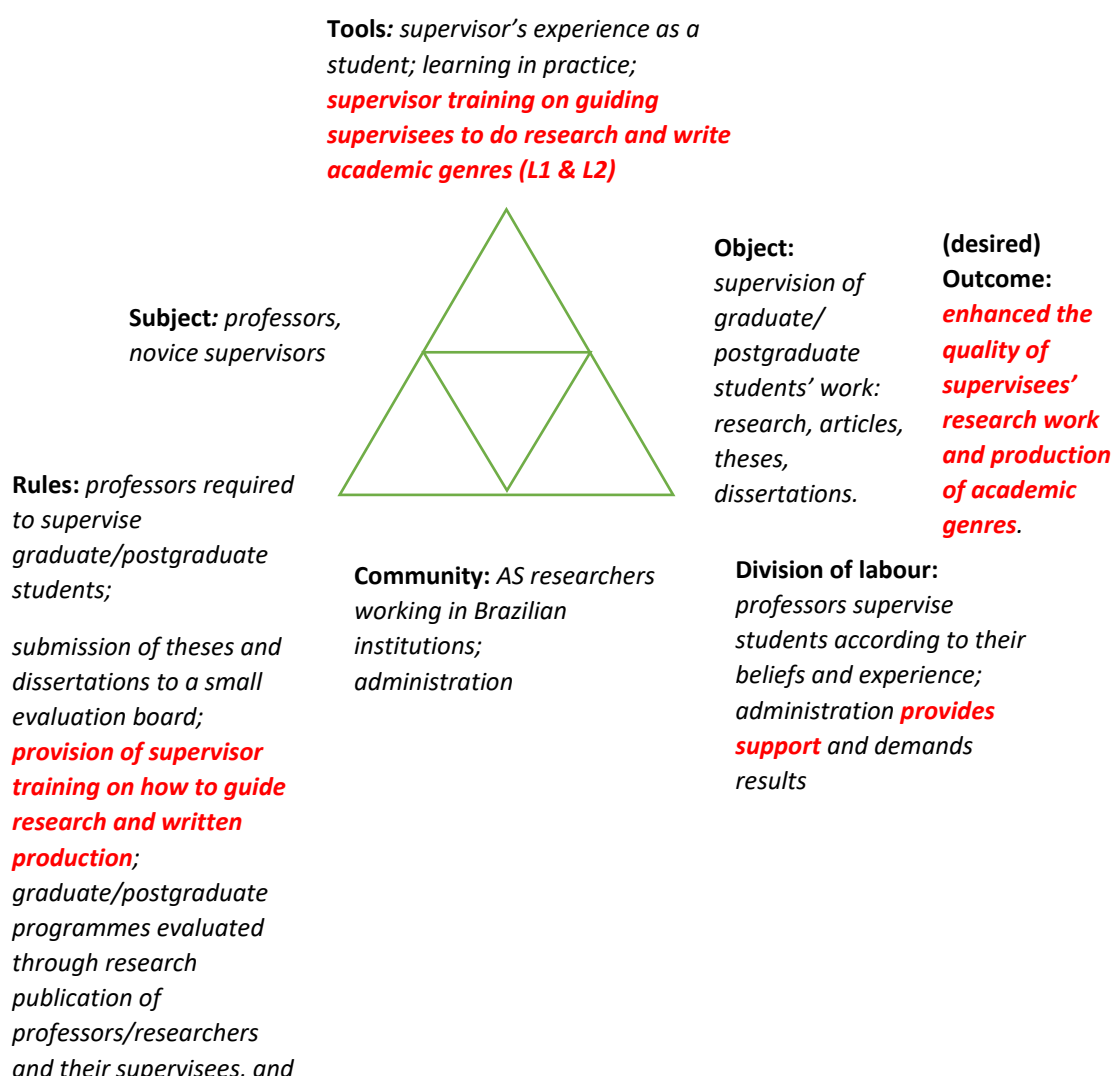 Tools: supervisor’s experience as a
student; learning in practice;
supervisor training on guiding
supervisees to do research and write
academic genres (L1 & L2)
Subject: professors,
novice supervisors
Object:
supervision of
graduate/
postgraduate
students’ work:
research, articles,
theses,
dissertations.
(desired)
Outcome:
enhanced the
quality of
supervisees’
research work
and production
of academic
genres.
Rules: professors required
to supervise
graduate/postgraduate
students;
submission of theses and
dissertations to a small
evaluation board;
provision of supervisor
training on how to guide
research and written
production;
graduate/postgraduate
programmes evaluated
through research
publication of
professors/researchers
and their supervisees, and
Community: AS researchers
working in Brazilian
institutions;
administration
Division of labour:
professors supervise
students according to their
beliefs and experience;
administration provides
support and demands
results